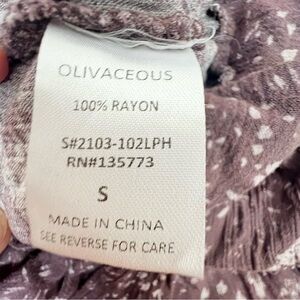 OLIVACEOUS
100% RAYON
S#2103-102LPH
RN#135773
S
MADE IN CHINA
SEE REVERSE FOR CARE